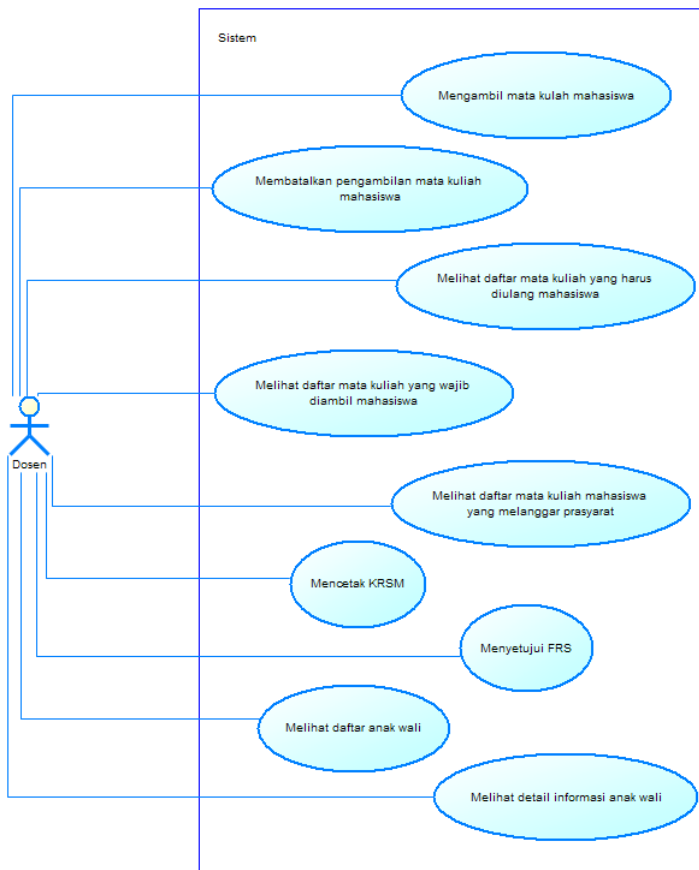 Sistem
Mengambil mata kulah mahasiswa
Membatalkan pengambilan mata kuliah
mahasiswa
Melihat daftar mata kuliah yang harus
diulang mahasiswa
Melihat daftar mata kuliah yang wajib
diambil mahasiswa
Dosen
Melihat daftar mata kuliah mahasiswa
yang melanggar prasyarat
Mencetak KRSM
Menyetujui FRS
Melihat daftar anak wali
Melihat detail informasi anak wali